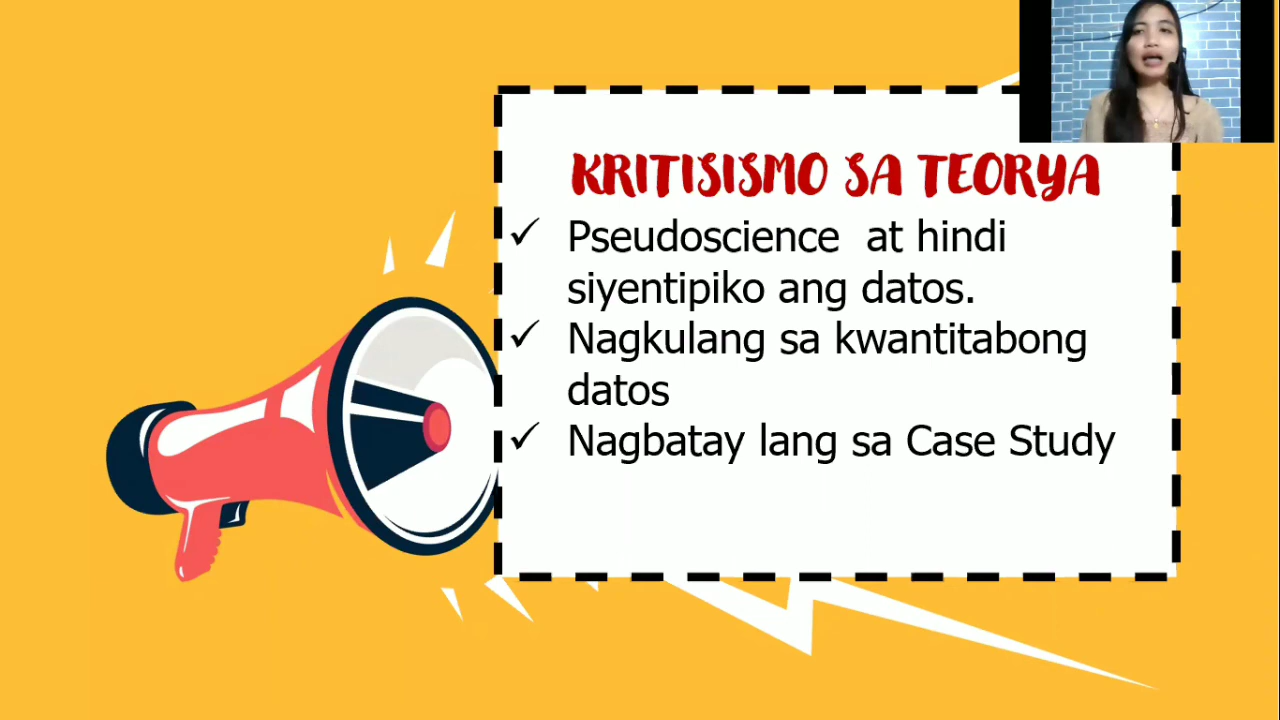 KRITISISMO SA TEORYA
✓ Pseudoscience at hindi
siyentipiko ang datos.
✓ Nagkulang sa kwantitabong
datos
✓ Nagbatay lang sa Case Study